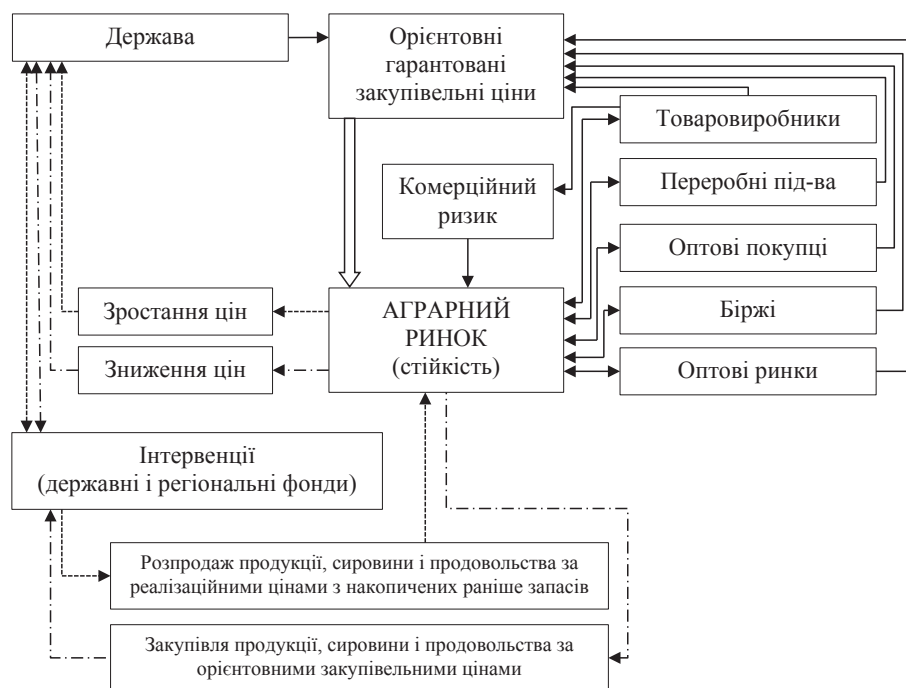 Держава
Орієнтовні
гарантовані
закупівельні ціни
Товаровиробники
Комерційний
ризик
Переробні під-ва
Оптові покупці
Зростання цін
АГРАРНИЙ
РИНОК
(стійкість)
Біржі
Зниження цін
Оптові ринки
Інтервенції
(державні і регіональні фонди)
Розпродаж продукції, сировини і продовольства за
реалізаційними цінами з накопичених раніше запасів
Закупівля продукції, сировини і продовольства за
орієнтовними закупівельними цінами